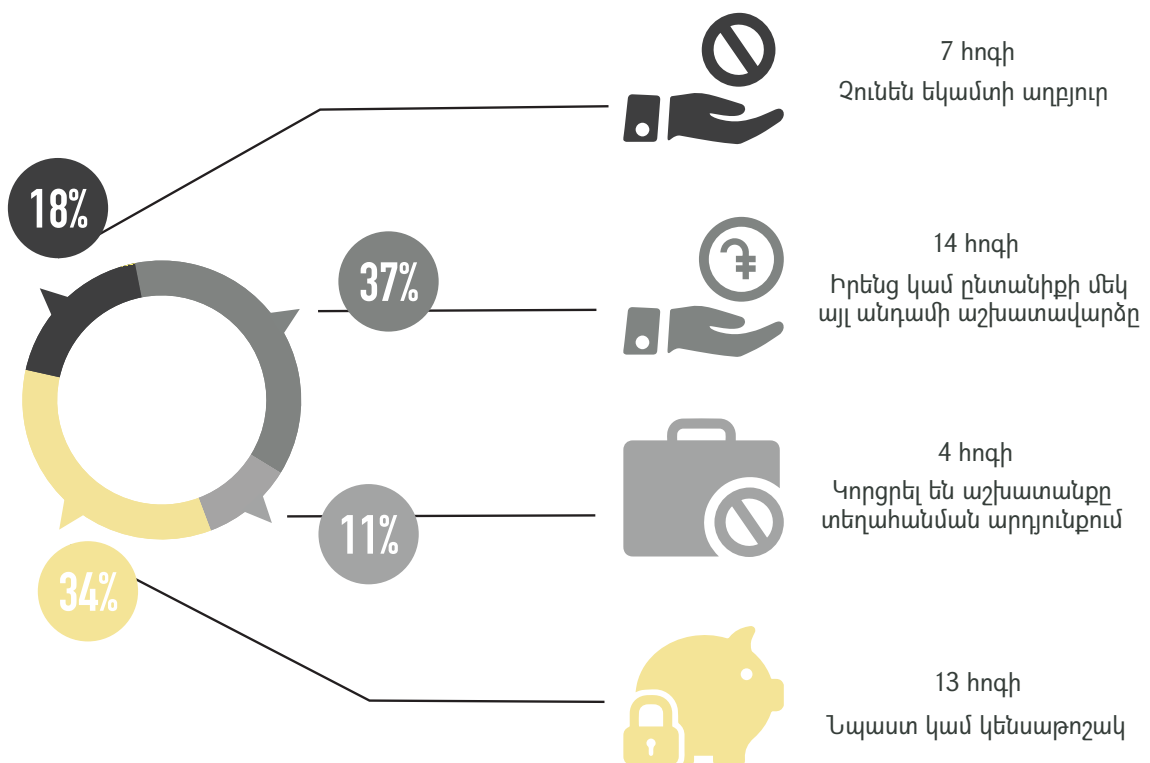 7 հոգի
Չունեն եկամտի աղբյուր
18%
14 հոգի
37%
Իրենց կամ ընտանիքի մեկ
այլ անդամի աշխատավարձը
4 հոգի
Կորցրել են աշխատանքը
տեղահանման արդյունքում
11%
34%
13 հոգի
Նպաստ կամ կենսաթոշակ